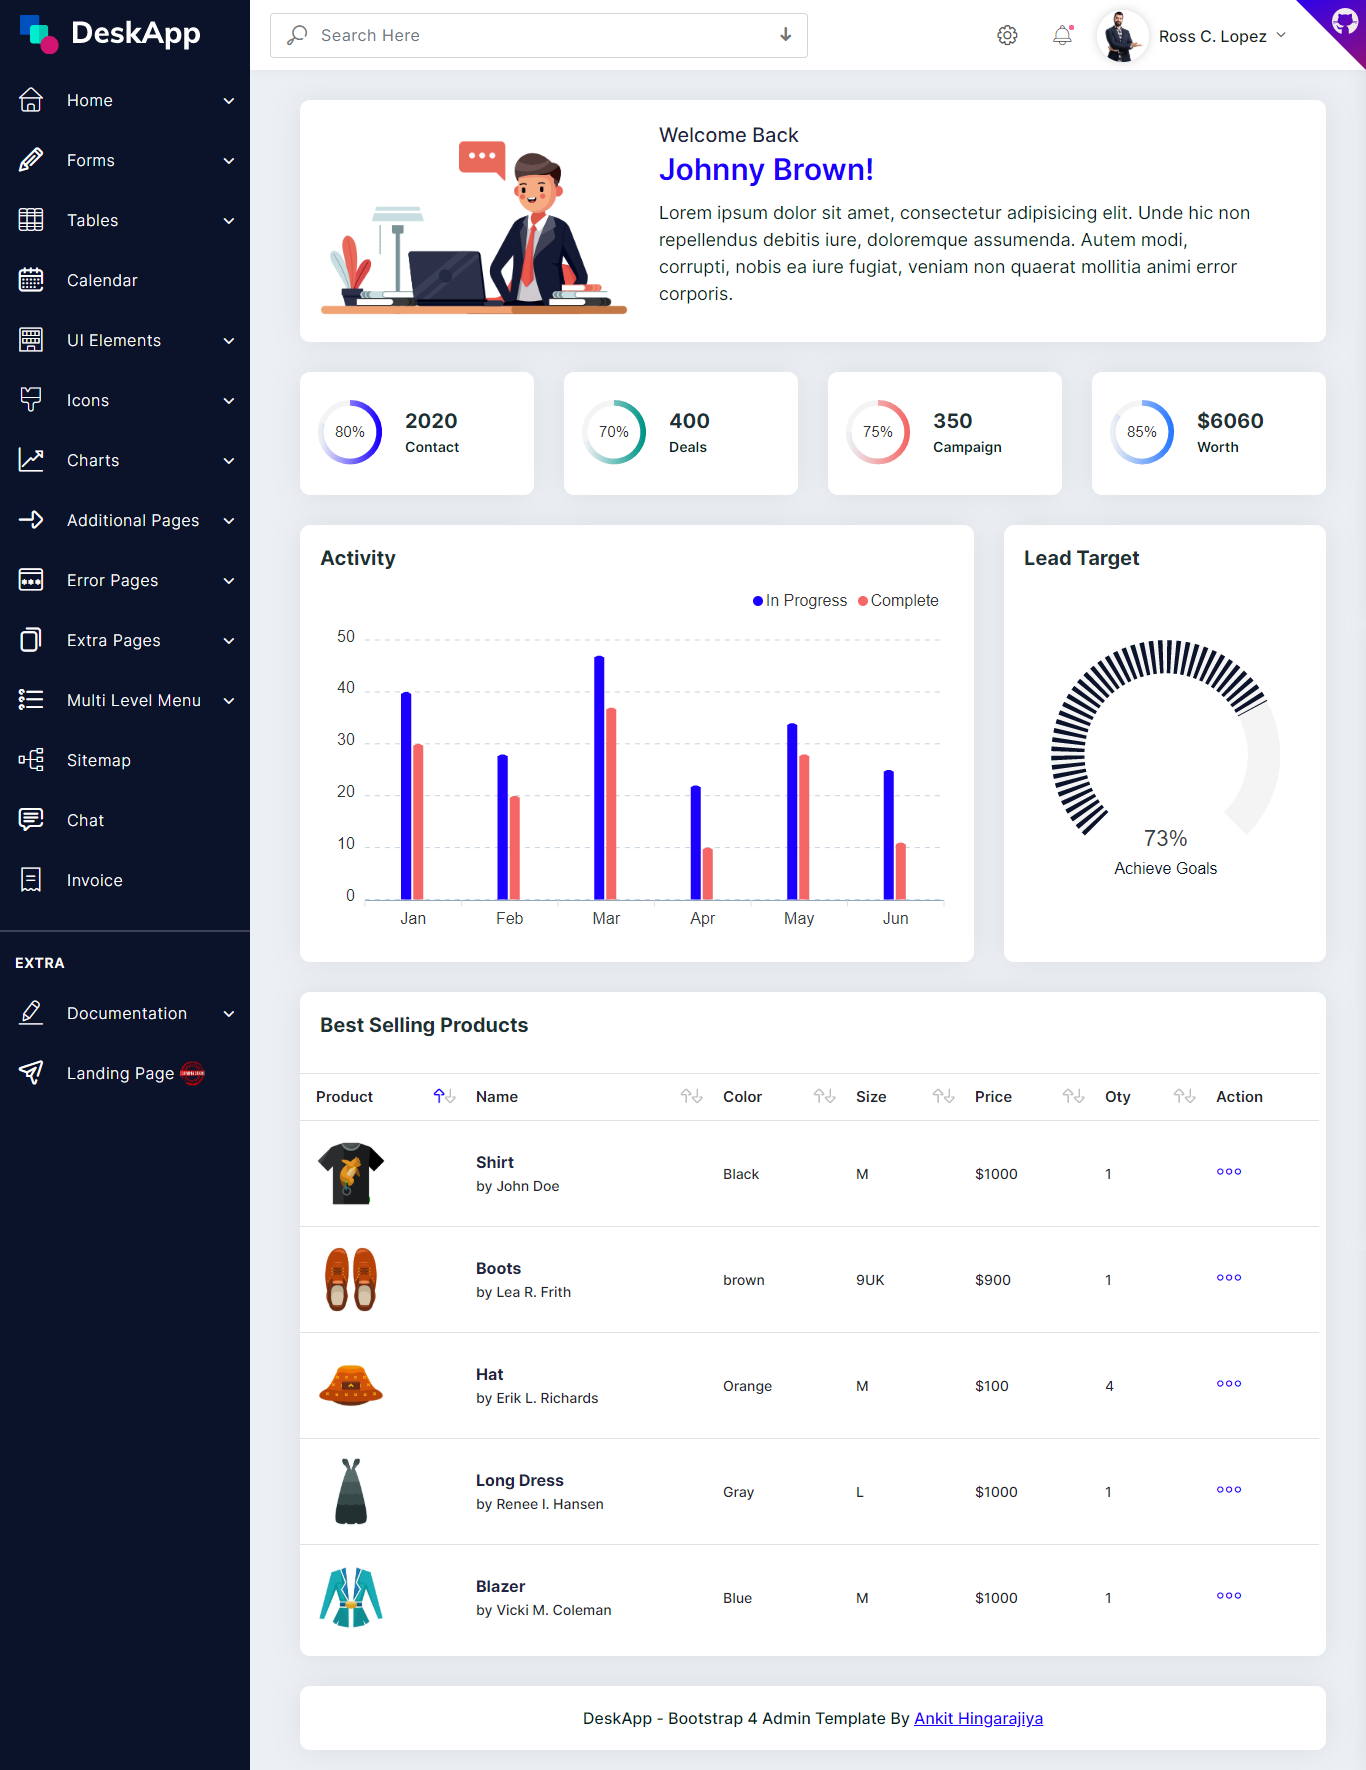 DeskApp
Search Here
Ross C. Lopez
Home
Forms
Tables
Calendar
UI Elements
Icons
Charts
Additional Pages
Error Pages
Extra Pages
Multi Level Menu
Sitemap
Chat
Invoice
EXTRA
Documentation
Landing Page
Welcome Back
Johnny Brown!
Lorem ipsum dolor sit amet, consectetur adipisicing elit. Unde hic non
repellendus debitis iure, doloremque assumenda. Autem modi,
corrupti, nobis ea iure fugiat, veniam non quaerat mollitia animi error
corporis.
80%
2020
Contact
70%
400
Deals
75%
350
Campaign
85%
$6060
Worth
Activity
In Progress Complete
50
40
30
20
10
0
Jan Feb Mar Apr May Jun
Lead Target
73%
Achieve Goals
Best Selling Products
Product Name Color Size Price Oty Action
Shirt
by John Doe
Black M $1000 1
Boots
by Lea R. Frith
brown 9UK $900 1
Hat
by Erik L. Richards
Orange M $100 4
Long Dress
by Renee I. Hansen
Gray L $1000 1
Blazer
by Vicki M. Coleman
Blue M $1000 1
DeskApp - Bootstrap 4 Admin Template By Ankit Hingarajiya